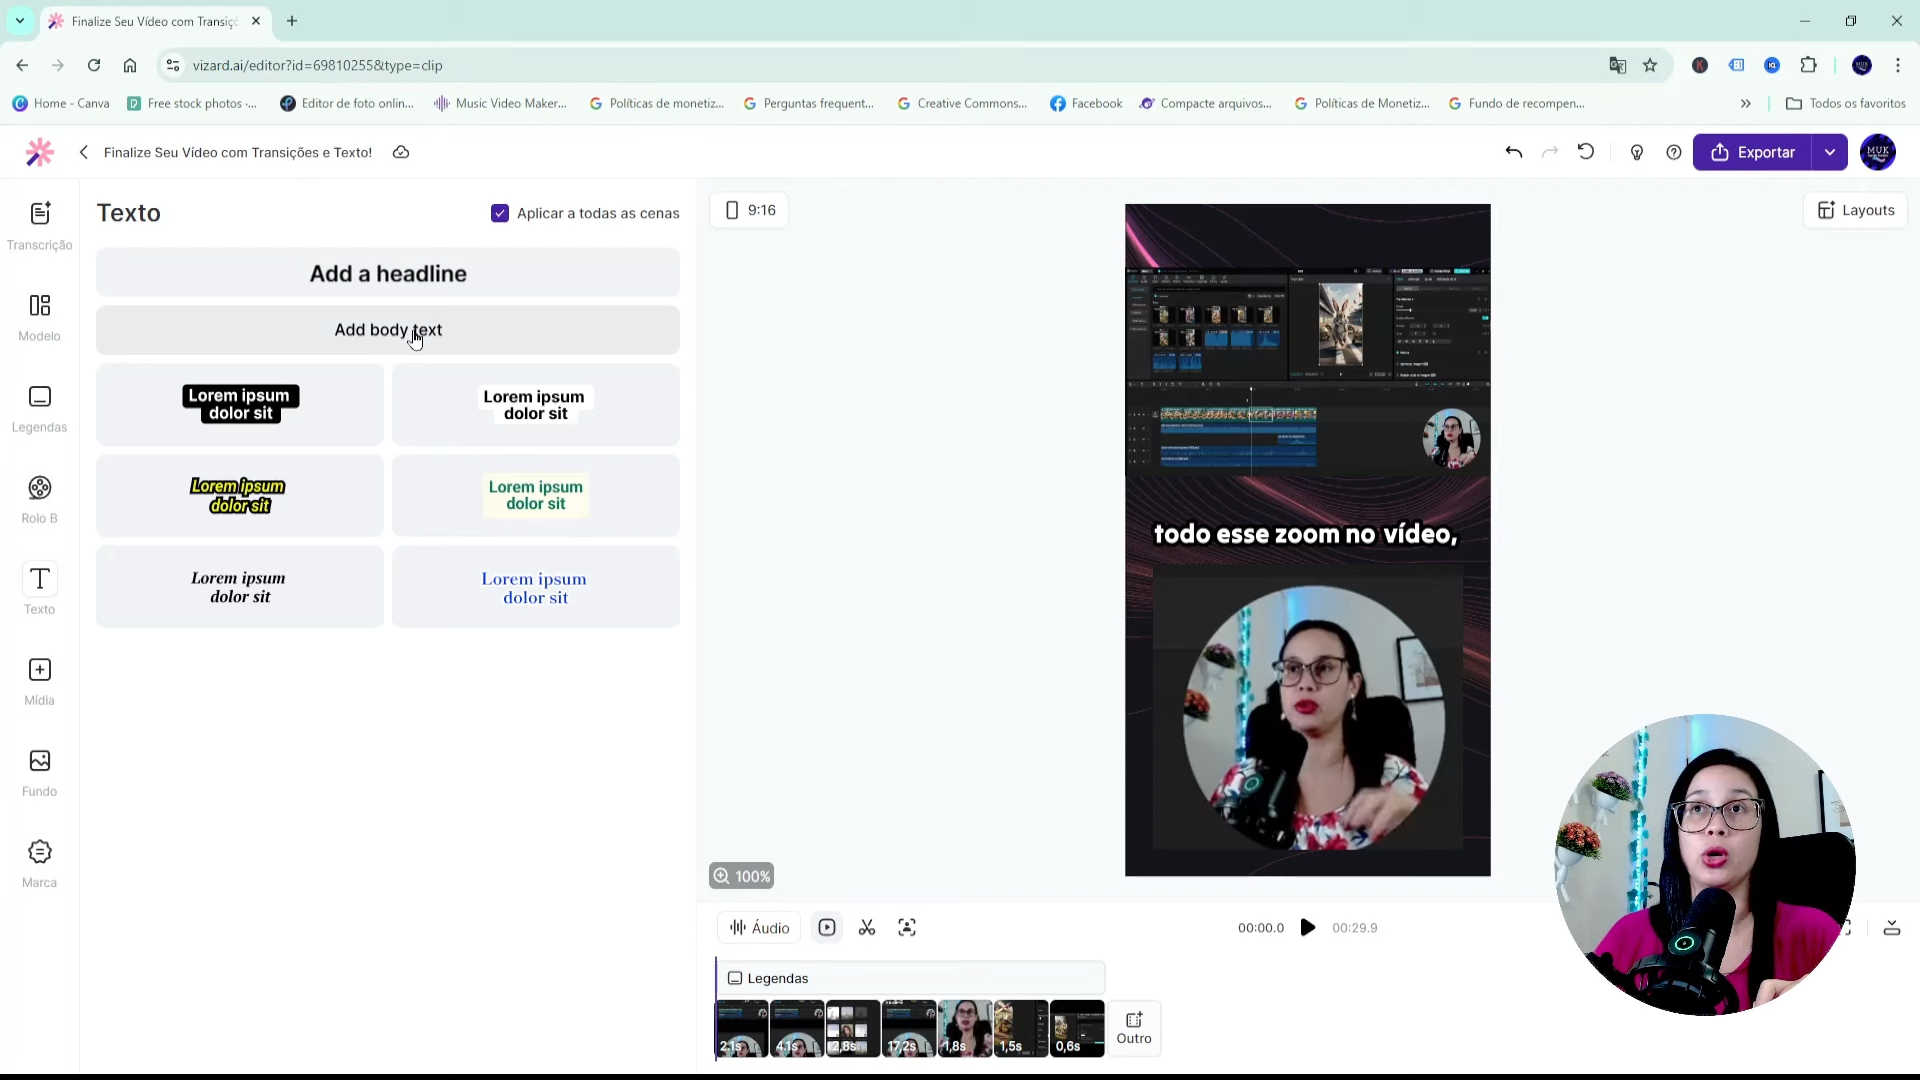 Finalize Seu Vídeo com Transiçõ
vizard.ai/editor?id=69810255&type=clip
Home - Canva
Free stock photos -...
Editor de foto onlin...
Music Video Maker...
Políticas de monetiz...
Perguntas frequent...
Creative Commons...
Facebook
Compacte arquivos...
Políticas de Monetiz...
Fundo de recompen...
Todos os favoritos
Finalize Seu Vídeo com Transições e Texto!
Exportar
MUK
Transcrição
Modelo
Legendas
Rolo B
Texto
Mídia
Fundo
Marca
Texto
Aplicar a todas as cenas
Add a headline
Add body text
Lorem ipsum
dolor sit
Lorem ipsum
dolor sit
Lorem ipsum
dolor sit
Lorem ipsum
dolor sit
Lorem ipsum
dolor sit
Lorem ipsum
dolor sit
9:16
Layouts
todo esse zoom no vídeo,
100%
Áudio
00:00.0
00:29.9
Legendas
2,1s
4,1s
2,8s
17,2s
1,8s
1,5s
0,6s
Outro